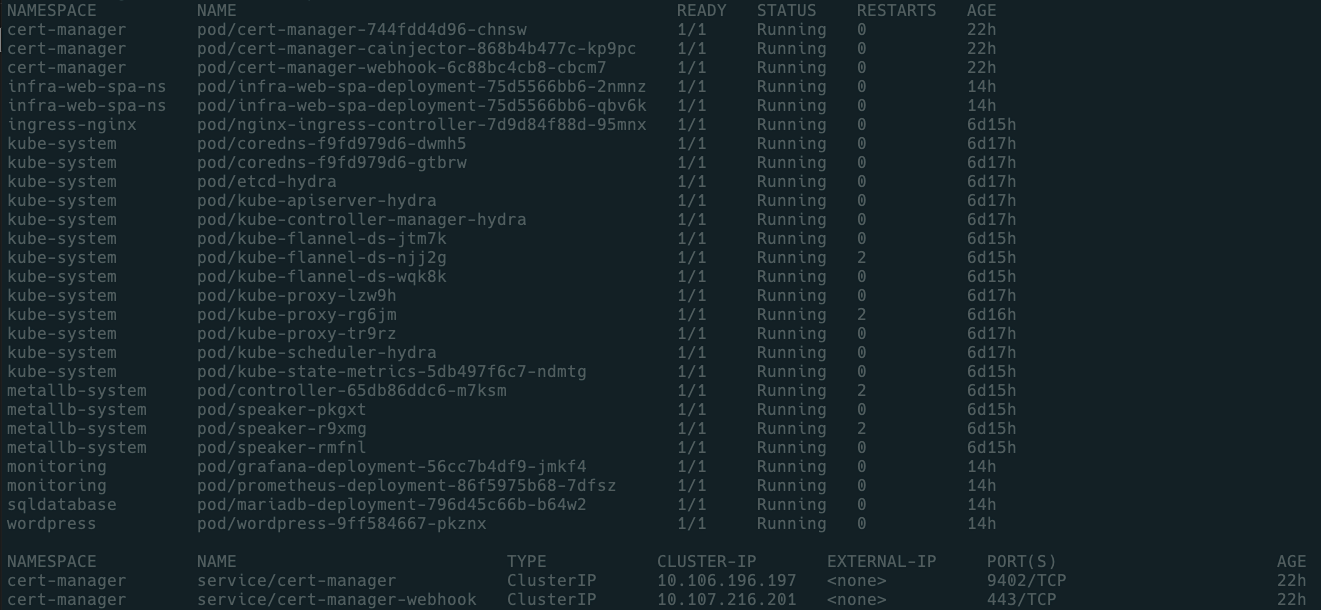 NAMESPACE NAME READY STATUS RESTARTS AGE
cert-manager pod/cert-manager-744fdd4d96-chnsw 1/1 Running 0 22h
cert-manager pod/cert-manager-cainjector-868b4b477c-kp9pc 1/1 Running 0 22h
cert-manager pod/cert-manager-webhook-6c88bc4cb8-cbcm7 1/1 Running 0 22h
infra-web-spa-ns pod/infra-web-spa-deployment-75d5566bb6-2nmnz 1/1 Running 0 14h
infra-web-spa-ns pod/infra-web-spa-deployment-75d5566bb6-qbv6k 1/1 Running 0 14h
ingress-nginx pod/nginx-ingress-controller-7d9d84f88d-95mnx 1/1 Running 0 6d15h
kube-system pod/coredns-f9fd979d6-dwmh5 1/1 Running 0 6d17h
kube-system pod/coredns-f9fd979d6-gtbrw 1/1 Running 0 6d17h
kube-system pod/etcd-hydra 1/1 Running 0 6d17h
kube-system pod/kube-apiserver-hydra 1/1 Running 0 6d17h
kube-system pod/kube-controller-manager-hydra 1/1 Running 0 6d17h
kube-system pod/kube-flannel-ds-jtm7k 1/1 Running 0 6d15h
kube-system pod/kube-flannel-ds-njj2g 1/1 Running 2 6d15h
kube-system pod/kube-flannel-ds-wqk8k 1/1 Running 0 6d15h
kube-system pod/kube-proxy-lzw9h 1/1 Running 0 6d17h
kube-system pod/kube-proxy-rg6jm 1/1 Running 2 6d16h
kube-system pod/kube-proxy-tr9rz 1/1 Running 0 6d17h
kube-system pod/kube-scheduler-hydra 1/1 Running 0 6d17h
kube-system pod/kube-state-metrics-5db497f6c7-ndmtg 1/1 Running 0 6d15h
metallb-system pod/controller-65db86ddc6-m7ksm 1/1 Running 2 6d15h
metallb-system pod/speaker-pkgxt 1/1 Running 0 6d15h
metallb-system pod/speaker-r9xmg 1/1 Running 2 6d15h
metallb-system pod/speaker-rmfnl 1/1 Running 0 6d15h
monitoring pod/grafana-deployment-56cc7b4df9-jmkf4 1/1 Running 0 14h
monitoring pod/prometheus-deployment-86f5975b68-7dfsz 1/1 Running 0 14h
sqldatabase pod/mariadb-deployment-796d45c66b-b64w2 1/1 Running 0 14h
wordpress pod/wordpress-9ff584667-pkznx 1/1 Running 0 14h
NAMESPACE NAME TYPE CLUSTER-IP EXTERNAL-IP PORT(S) AGE
cert-manager service/cert-manager ClusterIP 10.106.196.197 <none> 9402/TCP 22h
cert-manager service/cert-manager-webhook ClusterIP 10.107.216.201 <none> 443/TCP 22h